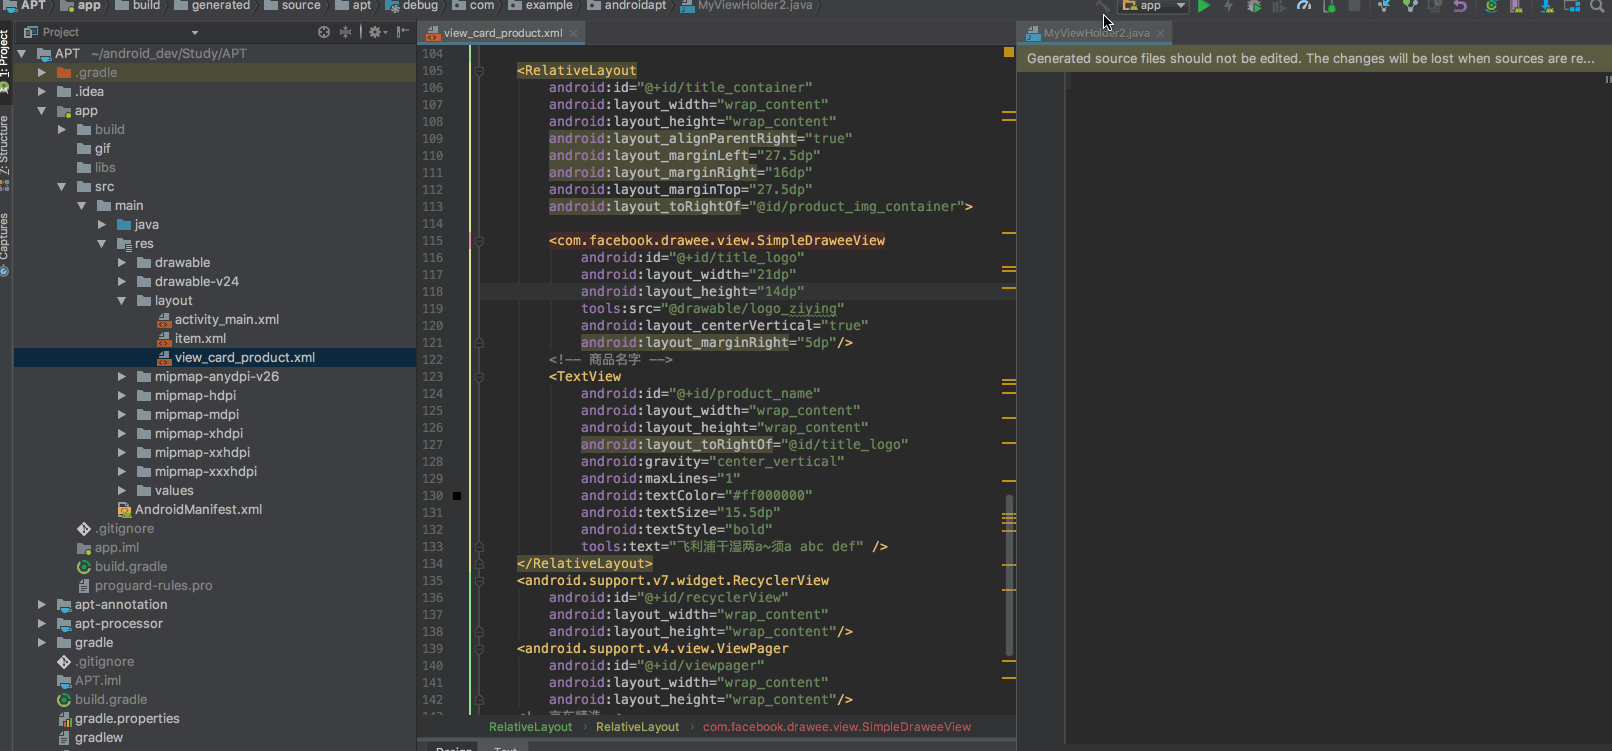 APT app build generated source apt debug com example androidapt MyViewHolder2.java
app
Project
1: Project
Z: Structure
Captures
APT ~/android_dev/Study/APT
.gradle
.idea
app
build
gif
libs
src
main
java
res
drawable
drawable-v24
layout
activity_main.xml
item.xml
view_card_product.xml
mipmap-anydpi-v26
mipmap-hdpi
mipmap-mdpi
mipmap-xhdpi
mipmap-xxhdpi
mipmap-xxxhdpi
values
AndroidManifest.xml
.gitignore
app.iml
build.gradle
proguard-rules.pro
apt-annotation
apt-processor
gradle
.gitignore
APT.iml
build.gradle
gradle.properties
gradlew
view_card_product.xml
104
105 <RelativeLayout
106 android:id="@+id/title_container"
107 android:layout_width="wrap_content"
108 android:layout_height="wrap_content"
109 android:layout_alignParentRight="true"
110 android:layout_marginLeft="27.5dp"
111 android:layout_marginRight="16dp"
112 android:layout_marginTop="27.5dp"
113 android:layout_toRightOf="@id/product_img_container">
114
115 <com.facebook.drawee.view.SimpleDraweeView
116 android:id="@+id/title_logo"
117 android:layout_width="21dp"
118 android:layout_height="14dp"
119 tools:src="@drawable/logo_ziying"
120 android:layout_centerVertical="true"
121 android:layout_marginRight="5dp"/>
122 <!-- 商品名字 -->
123 <TextView
124 android:id="@+id/product_name"
125 android:layout_width="wrap_content"
126 android:layout_height="wrap_content"
127 android:layout_toRightOf="@id/title_logo"
128 android:gravity="center_vertical"
129 android:maxLines="1"
130 android:textColor="#ff000000"
131 android:textSize="15.5dp"
132 android:textStyle="bold"
133 tools:text="飞利浦干湿两a~须a abc def" />
134 </RelativeLayout>
135 <android.support.v7.widget.RecyclerView
136 android:id="@+id/recyclerView"
137 android:layout_width="wrap_content"
138 android:layout_height="wrap_content"/>
139 <android.support.v4.view.ViewPager
140 android:id="@+id/viewpager"
141 android:layout_width="wrap_content"
142 android:layout_height="wrap_content"/>
RelativeLayout RelativeLayout com.facebook.drawee.view.SimpleDraweeView
Design Text
MyViewHolder2.java
Generated source files should not be edited. The changes will be lost when sources are re...